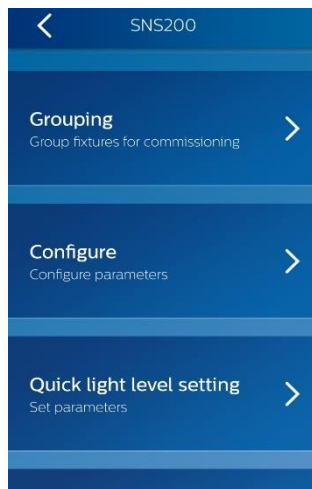 SNS200
Grouping
Group fixtures for commissioning
Configure
Configure parameters
Quick light level setting
Set parameters